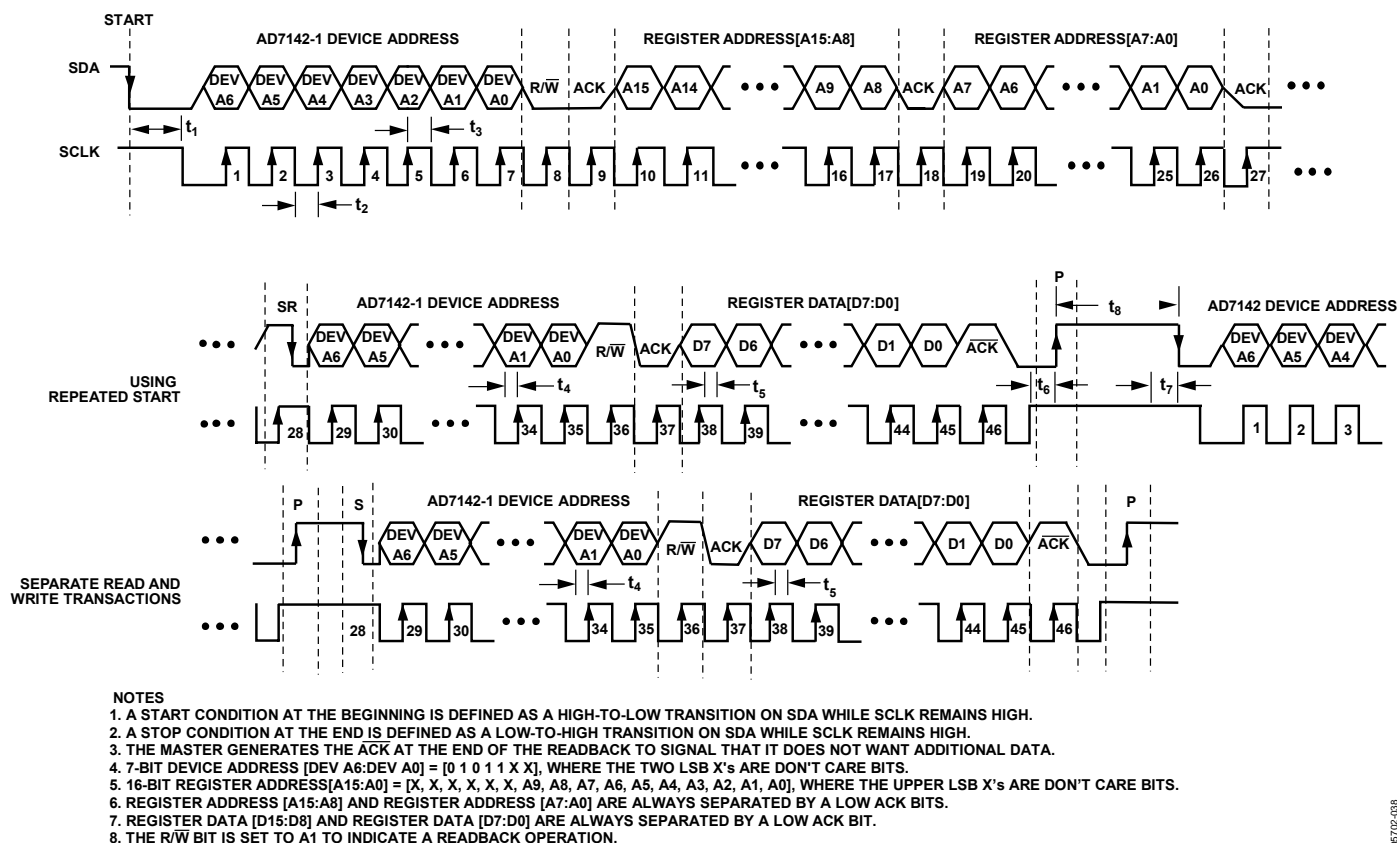 START
AD7142-1 DEVICE ADDRESS REGISTER ADDRESS[A15:A8] REGISTER ADDRESS[A7:A0]
SDA DEV A6 DEV A5 DEV A4 DEV A3 DEV A2 DEV A1 DEV A0 R/W̅ ACK A15 A14 ••• A9 A8 ACK A7 A6 ••• A1 A0 ACK •••
t1 t3
SCLK 1 2 3 4 5 6 7 8 9 10 11 ••• 16 17 18 19 20 ••• 25 26 27 •••
t2
P
SR AD7142-1 DEVICE ADDRESS REGISTER DATA[D7:D0] t8 AD7142 DEVICE ADDRESS
••• DEV A6 DEV A5 ••• DEV A1 DEV A0 R/W̅ ACK D7 D6 ••• D1 D0 A̅C̅K̅ DEV A6 DEV A5 DEV A4
USING
REPEATED START
t4 t5 t6 t7
••• 28 29 30 ••• 34 35 36 37 38 39 ••• 44 45 46 1 2 3
P S AD7142-1 DEVICE ADDRESS REGISTER DATA[D7:D0] P
••• DEV A6 DEV A5 ••• DEV A1 DEV A0 R/W̅ ACK D7 D6 ••• D1 D0 A̅C̅K̅
SEPARATE READ AND
WRITE TRANSACTIONS
t4 t5
••• 28 29 30 ••• 34 35 36 37 38 39 ••• 44 45 46
NOTES
1. A START CONDITION AT THE BEGINNING IS DEFINED AS A HIGH-TO-LOW TRANSITION ON SDA WHILE SCLK REMAINS HIGH.
2. A STOP CONDITION AT THE END IS DEFINED AS A LOW-TO-HIGH TRANSITION ON SDA WHILE SCLK REMAINS HIGH.
3. THE MASTER GENERATES THE A̅C̅K̅ AT THE END OF THE READBACK TO SIGNAL THAT IT DOES NOT WANT ADDITIONAL DATA.
4. 7-BIT DEVICE ADDRESS [DEV A6:DEV A0] = [0 1 0 1 1 X X], WHERE THE TWO LSB X's ARE DON'T CARE BITS.
5. 16-BIT REGISTER ADDRESS[A15:A0] = [X, X, X, X, X, X, A9, A8, A7, A6, A5, A4, A3, A2, A1, A0], WHERE THE UPPER LSB X's ARE DON'T CARE BITS.
6. REGISTER ADDRESS [A15:A8] AND REGISTER ADDRESS [A7:A0] ARE ALWAYS SEPARATED BY A LOW ACK BITS.
7. REGISTER DATA [D15:D8] AND REGISTER DATA [D7:D0] ARE ALWAYS SEPARATED BY A LOW ACK BIT.
8. THE R/W̅ BIT IS SET TO A1 TO INDICATE A READBACK OPERATION.
05702-038